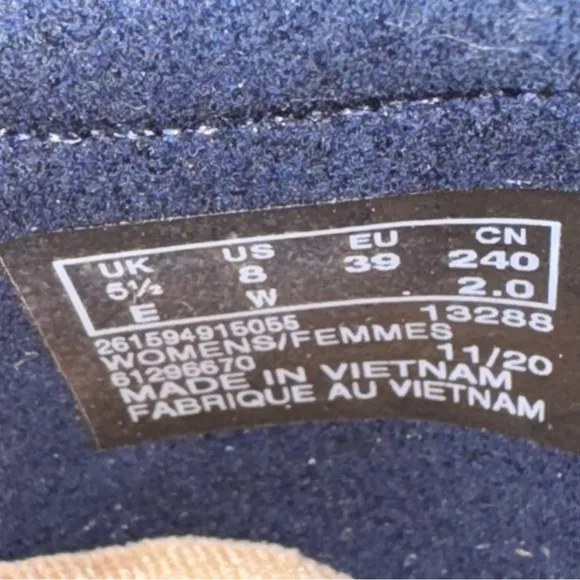 UK US EU CN
5½ 8 39 240
E W . 2.0
261594915055 13288
WOMENS/FEMMES
61296670 11/20
MADE IN VIETNAM
FABRIQUE AU VIETNAM